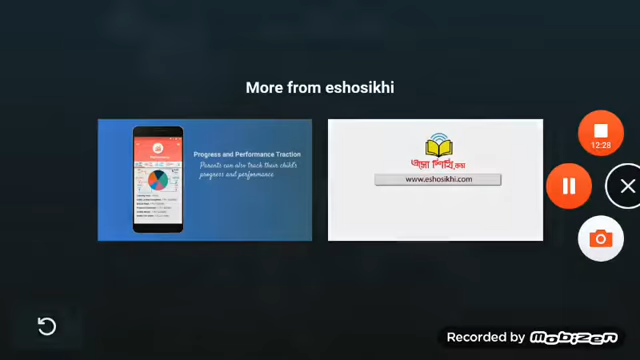 More from eshosikhi
Progress and Performance Traction
Parents can also track their child's
progress and performance
এসো শিখি.কম
www.eshosikhi.com
12:28
Recorded by mobizen